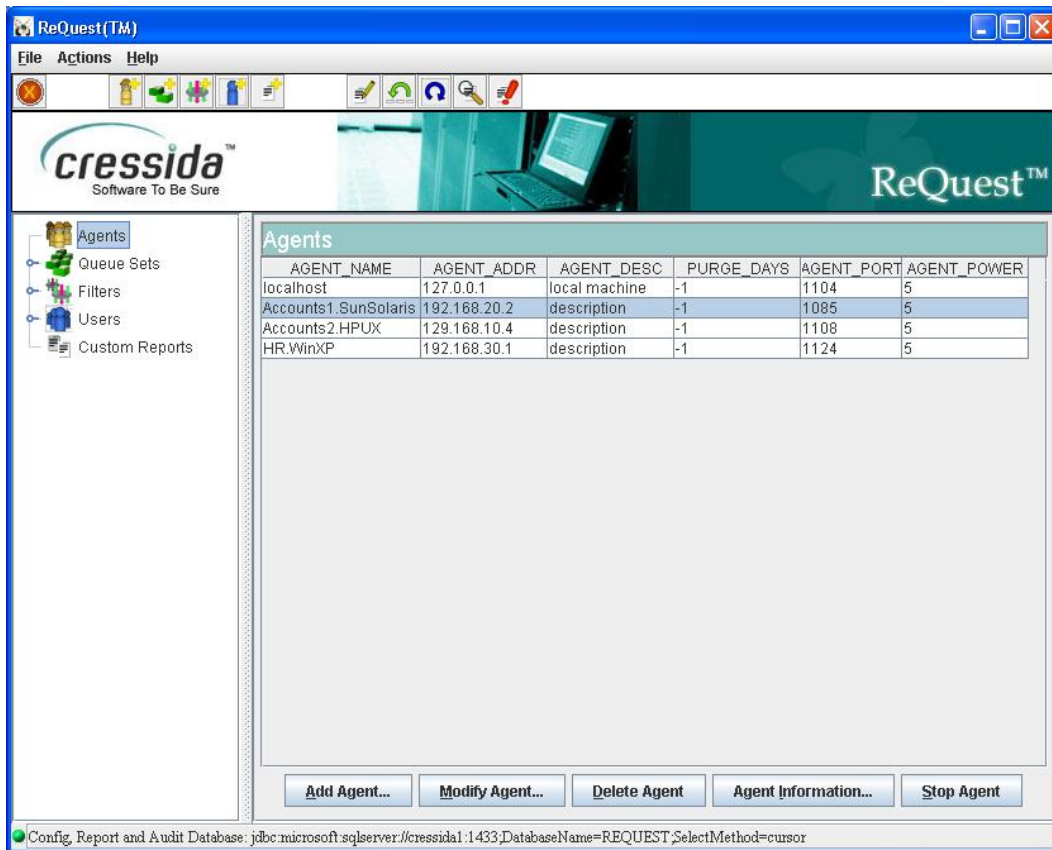 ReQuest(TM)
File Actions Help
cressida™
Software To Be Sure
ReQuest™
Agents
Queue Sets
Filters
Users
Custom Reports
Agents
AGENT_NAME AGENT_ADDR AGENT_DESC PURGE_DAYS AGENT_PORT AGENT_POWER
localhost 127.0.0.1 local machine -1 1104 5
Accounts1.SunSolaris 192.168.20.2 description -1 1085 5
Accounts2.HPUX 129.168.10.4 description -1 1108 5
HR.WinXP 192.168.30.1 description -1 1124 5
Add Agent... Modify Agent... Delete Agent Agent Information... Stop Agent
Config, Report and Audit Database: jdbc:microsoft:sqlserver://cressida1:1433;DatabaseName=REQUEST;SelectMethod=cursor